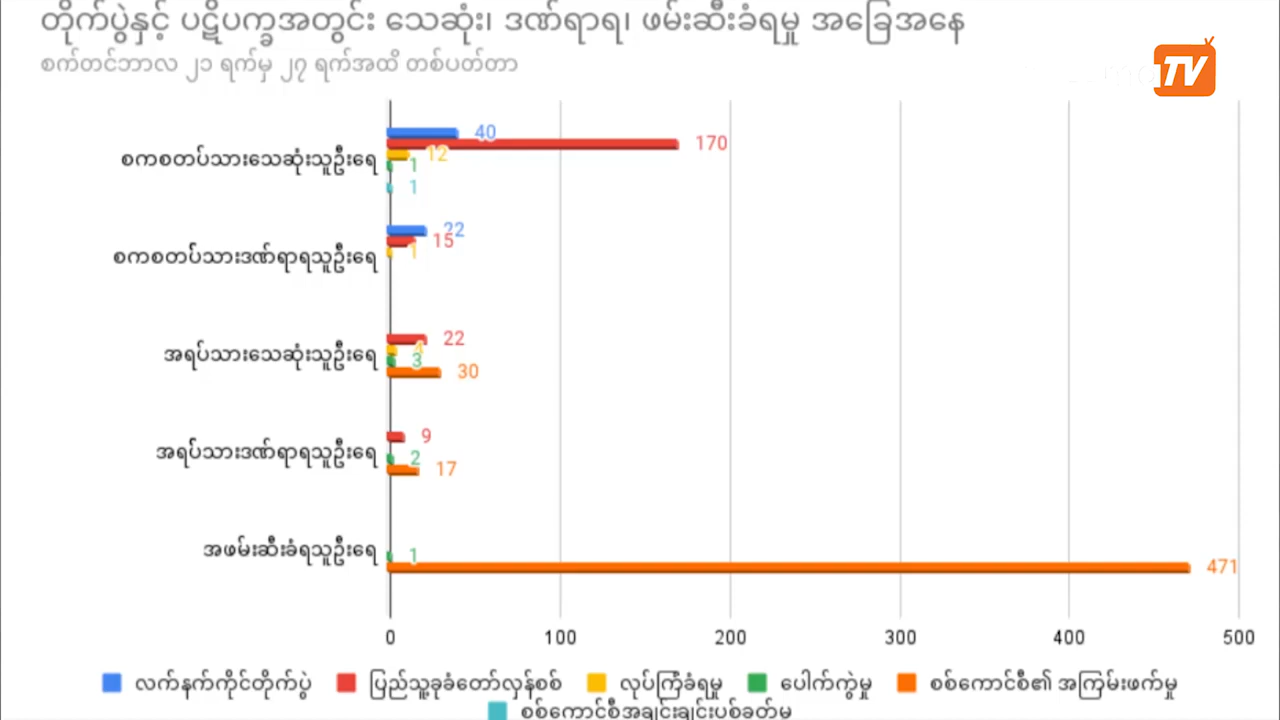 တိုက်ပွဲနှင့် ပဋိပက္ခအတွင်း သေဆုံး၊ ဒဏ်ရာရ၊ ဖမ်းဆီးခံရမှု အခြေအနေ
စက်တင်ဘာလ ၂၁ ရက်မှ ၂၇ ရက်အထိ တစ်ပတ်တာ
TV
စကစတပ်သားသေဆုံးသူဦးရေ
40
170
12
1
1
စကစတပ်သားဒဏ်ရာရသူဦးရေ
22
15
1
အရပ်သားသေဆုံးသူဦးရေ
22
4
3
30
အရပ်သားဒဏ်ရာရသူဦးရေ
9
2
17
အဖမ်းဆီးခံရသူဦးရေ
1
471
0 100 200 300 400 500
လက်နက်ကိုင်တိုက်ပွဲ ပြည်သူ့ခုခံတော်လှန်စစ် လုပ်ကြံခံရမှု ပေါက်ကွဲမှု စစ်ကောင်စီ၏ အကြမ်းဖက်မှု
စစ်ကောင်စီအချင်းချင်းပစ်ခတ်မှု